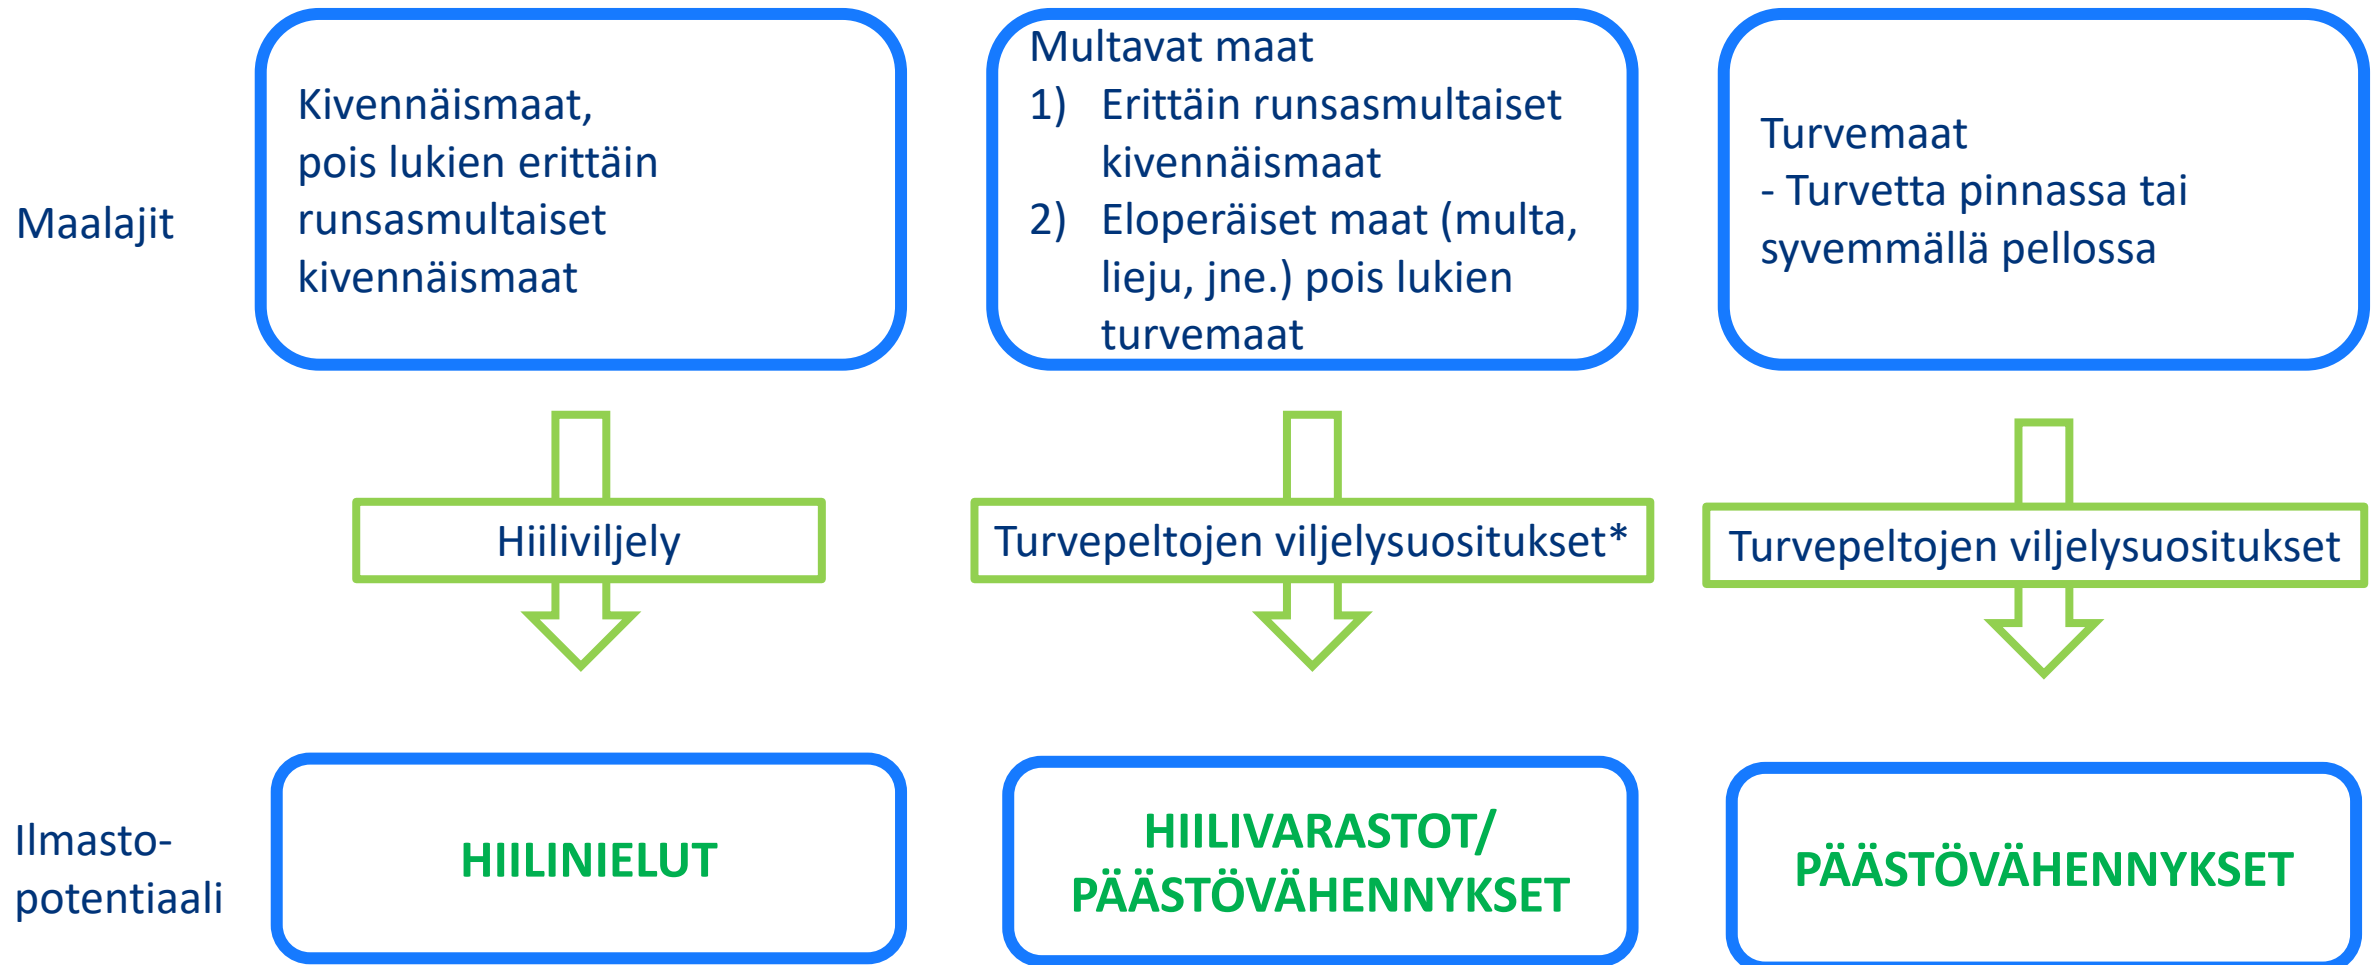 Maalajit
Kivennäismaat,
pois lukien erittäin
runsasmultaiset
kivennäismaat
Multavat maat
1) Erittäin runsasmultaiset
kivennäismaat
2) Eloperäiset maat (multa,
lieju, jne.) pois lukien
turvemaat
Turvemaat
- Turvetta pinnassa tai
syvemmällä pellossa
Hiiliviljely
Turvepeltojen viljelysuositukset*
Turvepeltojen viljelysuositukset
Ilmasto-
potentiaali
HIILINIELUT
HIILIVARASTOT/
PÄÄSTÖVÄHENNYKSET
PÄÄSTÖVÄHENNYKSET